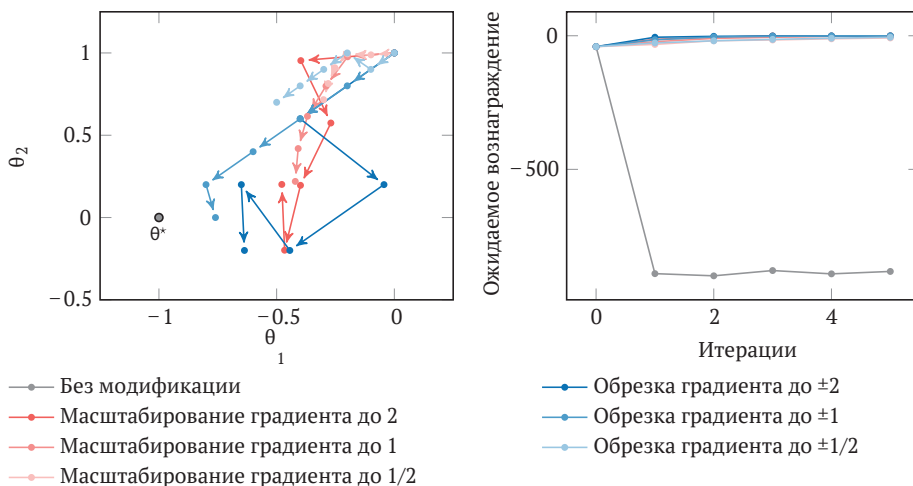 1
0.5
0
−0.5
θ2
θ*
−1
−0.5
0
θ1
0
−500
Ожидаемое вознаграждение
0
2
4
Итерации
Без модификации
Масштабирование градиента до 2
Масштабирование градиента до 1
Масштабирование градиента до 1/2
Обрезка градиента до ±2
Обрезка градиента до ±1
Обрезка градиента до ±1/2